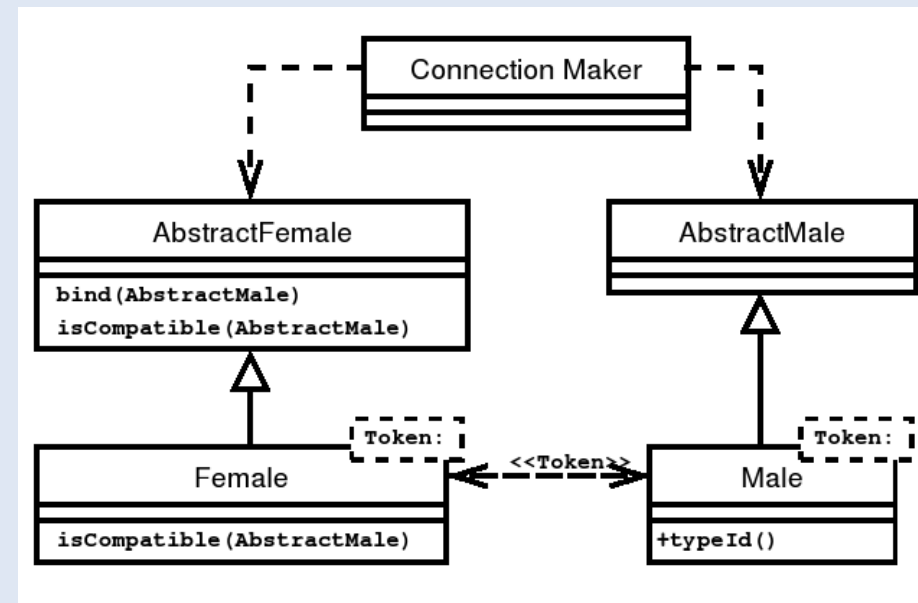 Connection Maker
AbstractFemale
bind(AbstractMale)
isCompatible(AbstractMale)
AbstractMale
Token:
Female
isCompatible(AbstractMale)
<<Token>>
Token:
Male
+typeId()